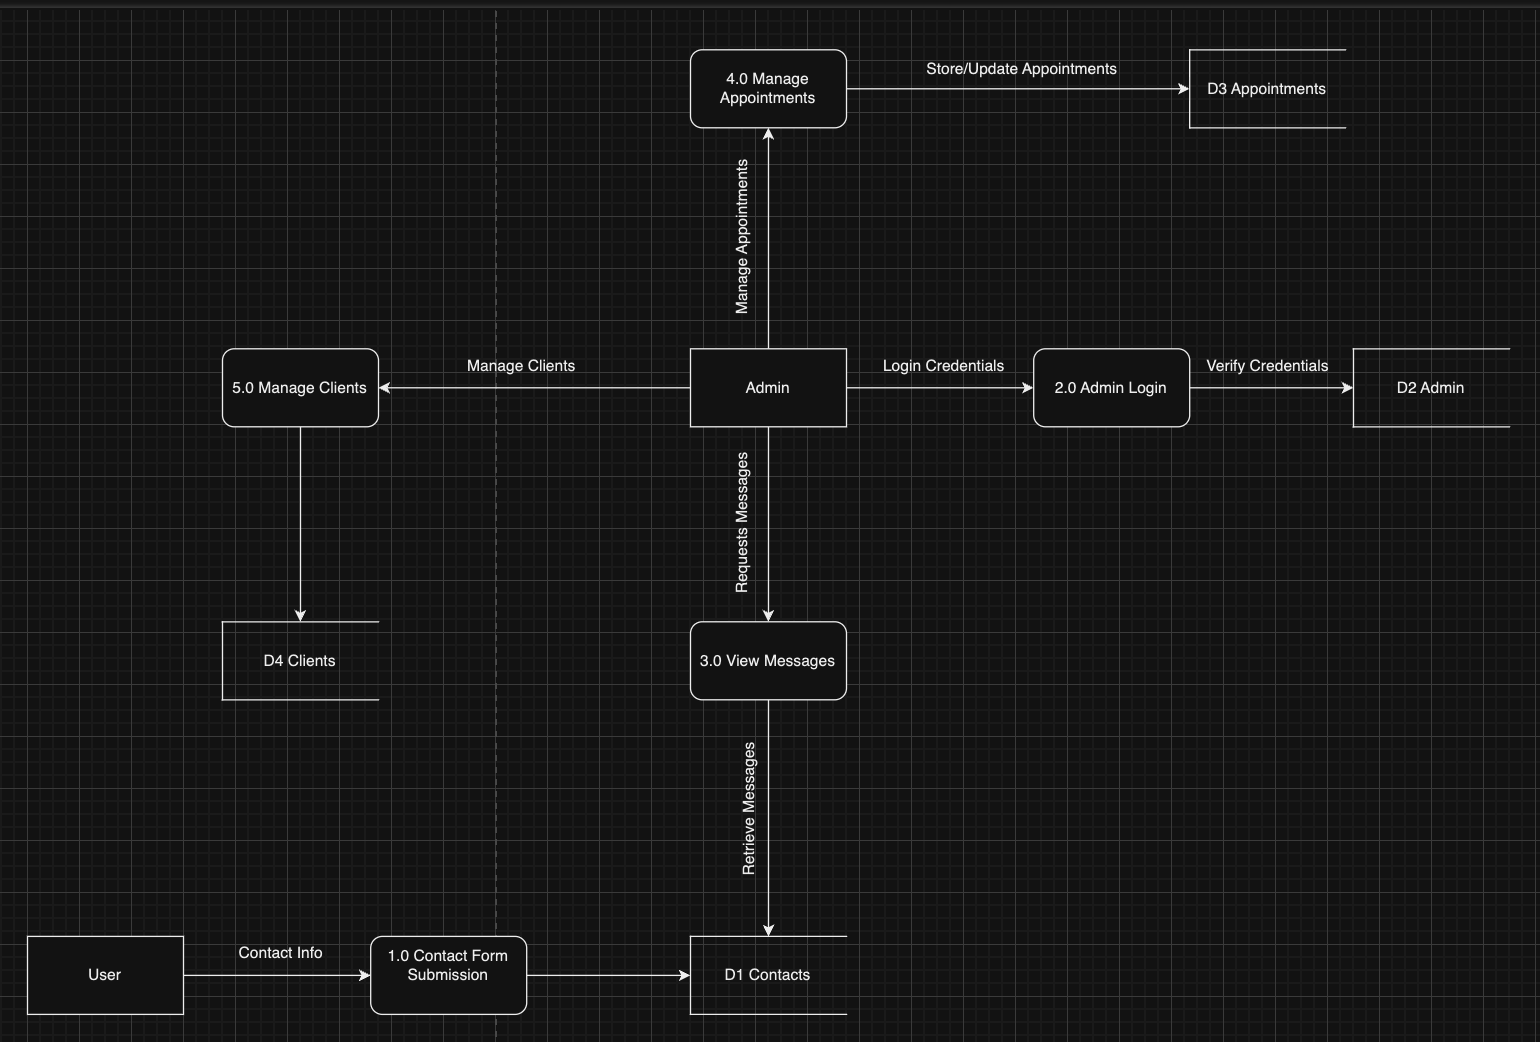 4.0 Manage
Appointments
Store/Update Appointments
D3 Appointments
Manage Appointments
5.0 Manage Clients
Manage Clients
Admin
Login Credentials
2.0 Admin Login
Verify Credentials
D2 Admin
Requests Messages
D4 Clients
3.0 View Messages
Retrieve Messages
User
Contact Info
1.0 Contact Form
Submission
D1 Contacts